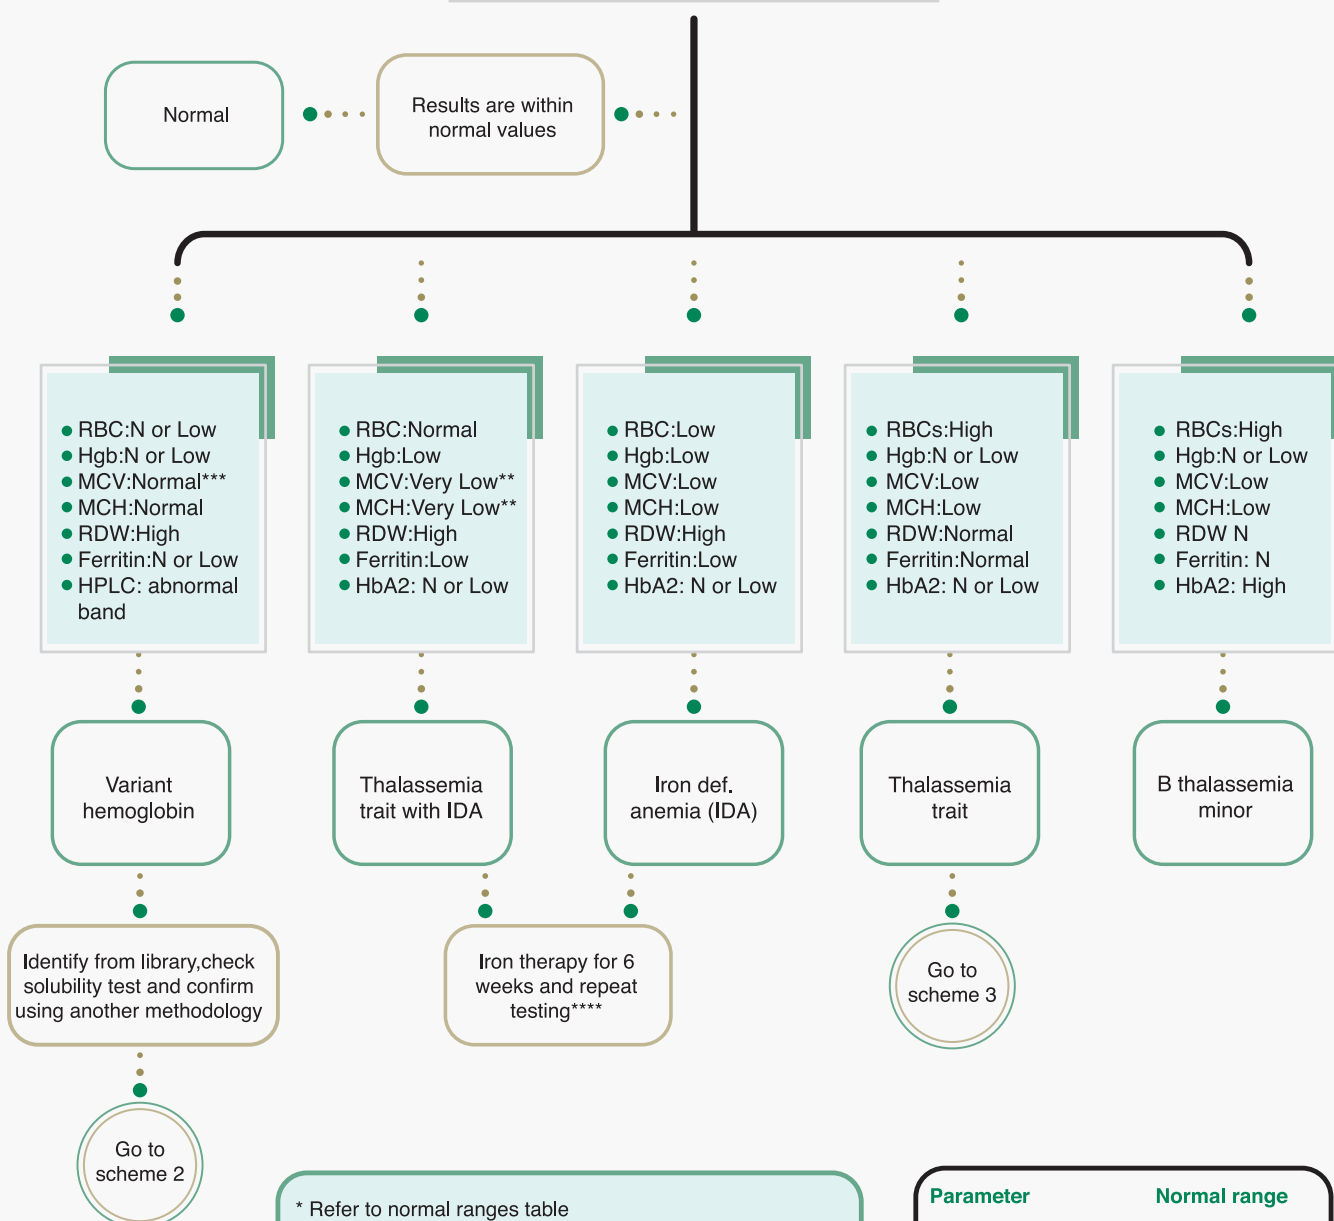 Normal
Results are within
normal values
RBC:N or Low
Hgb:N or Low
MCV:Normal***
MCH:Normal
RDW:High
Ferritin:N or Low
HPLC: abnormal
band
RBC:Normal
Hgb:Low
MCV:Very Low**
MCH:Very Low**
RDW:High
Ferritin:Low
HbA2: N or Low
RBC:Low
Hgb:Low
MCV:Low
MCH:Low
RDW:High
Ferritin:Low
HbA2: N or Low
RBCs:High
Hgb:N or Low
MCV:Low
MCH:Low
RDW:Normal
Ferritin:Normal
HbA2: N or Low
RBCs:High
Hgb:N or Low
MCV:Low
MCH:Low
RDW N
Ferritin: N
HbA2: High
Variant
hemoglobin
Thalassemia
trait with IDA
Iron def.
anemia (IDA)
Thalassemia
trait
B thalassemia
minor
Identify from library,check
solubility test and confirm
using another methodology
Iron therapy for 6
weeks and repeat
testing****
Go to
scheme 3
Go to
scheme 2
* Refer to normal ranges table
Parameter Normal range